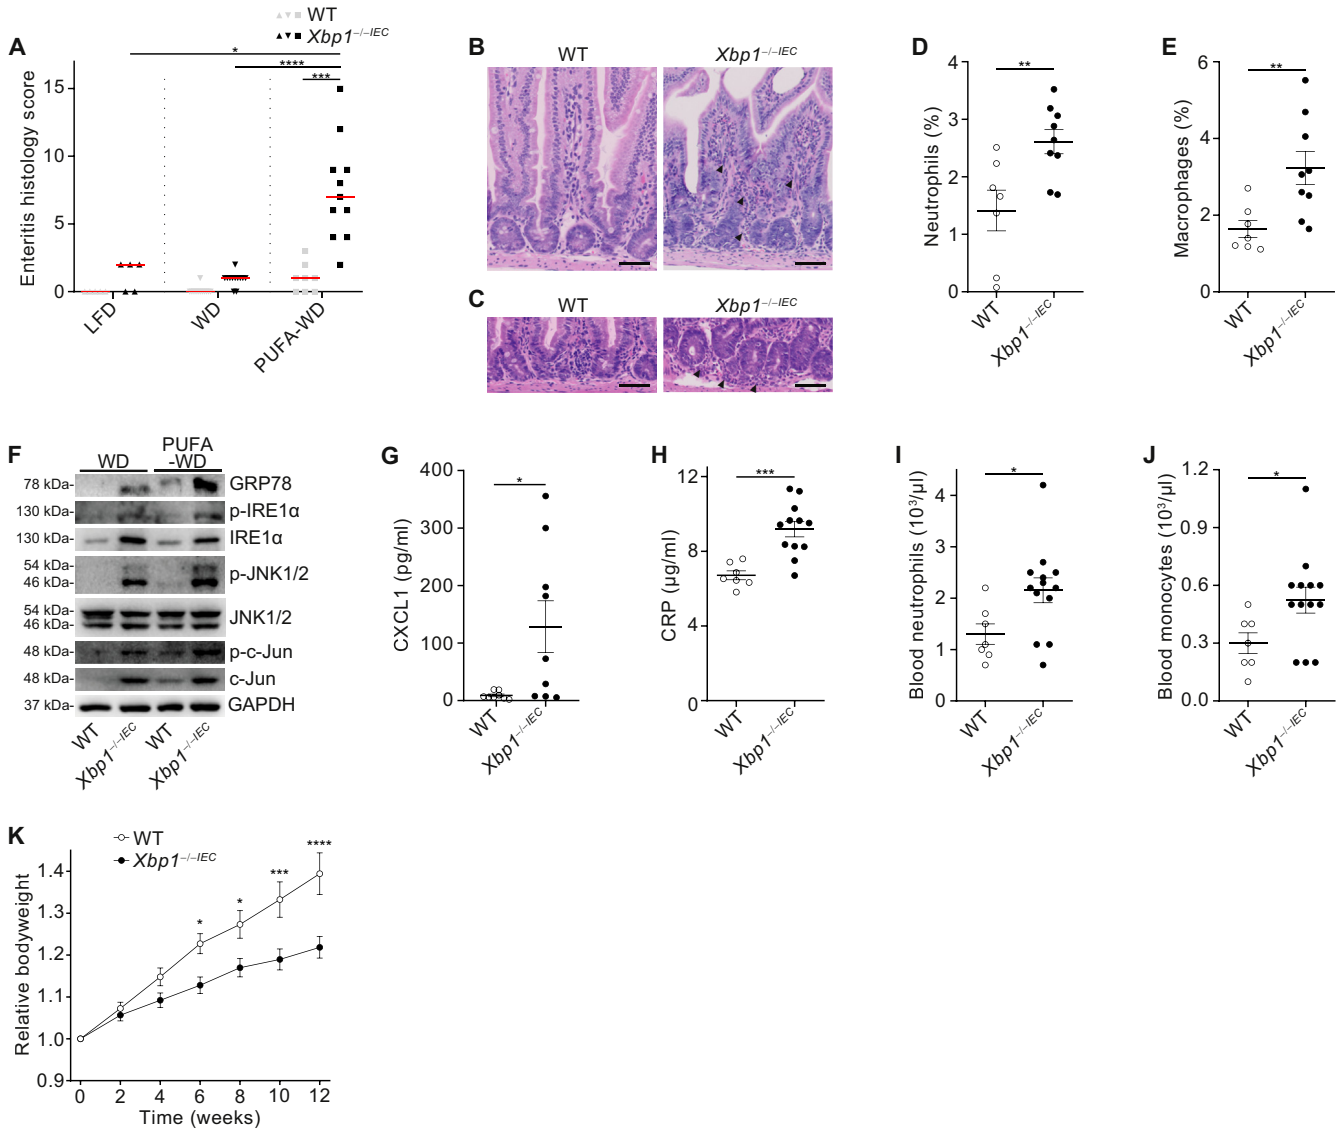 WT
Xbp1−/−IEC
A
*
****
***
Enteritis histology score
15
10
5
0
LFD
WD
PUFA-WD
B
WT
Xbp1−/−IEC
C
WT
Xbp1−/−IEC
D
**
Neutrophils (%)
4
3
2
1
0
WT
Xbp1−/−IEC
E
**
Macrophages (%)
6
4
2
0
WT
Xbp1−/−IEC
F
WD
PUFA
-WD
78 kDa-
GRP78
130 kDa-
p-IRE1α
130 kDa-
IRE1α
54 kDa-
46 kDa-
p-JNK1/2
54 kDa-
46 kDa-
JNK1/2
48 kDa-
p-c-Jun
48 kDa-
c-Jun
37 kDa-
GAPDH
WT
Xbp1−/−IEC
WT
Xbp1−/−IEC
G
*
CXCL1 (pg/ml)
400
300
200
100
0
WT
Xbp1−/−IEC
H
***
CRP (µg/ml)
12
9
6
3
0
WT
Xbp1−/−IEC
I
*
Blood neutrophils (10³/µl)
5
4
3
2
1
0
WT
Xbp1−/−IEC
J
*
Blood monocytes (10³/µl)
1.2
0.9
0.6
0.3
0.0
WT
Xbp1−/−IEC
K
WT
Xbp1−/−IEC
*
*
***
****
Relative bodyweight
1.4
1.3
1.2
1.1
1.0
0.9
0 2 4 6 8 10 12
Time (weeks)